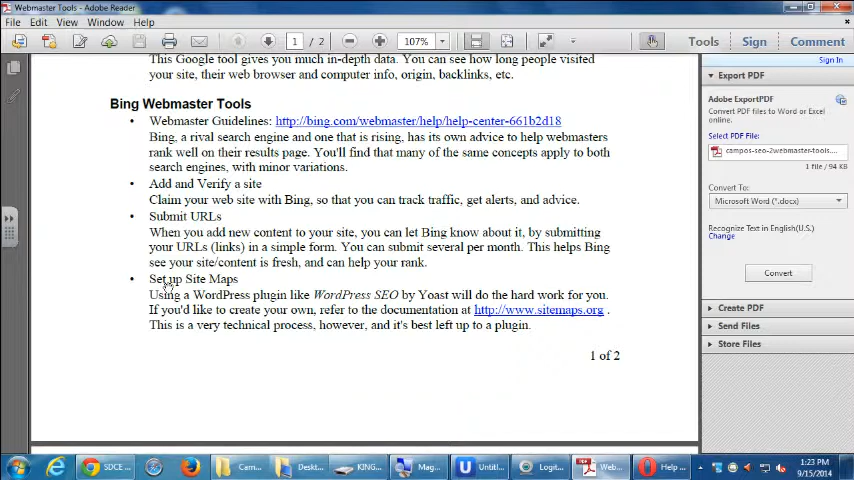 Webmaster Tools - Adobe Reader
File Edit View Window Help
1 / 2 107% Tools Sign Comment
This Google tool gives you much in-depth data. You can see how long people visited
your site, their web browser and computer info, origin, backlinks, etc.
Bing Webmaster Tools
• Webmaster Guidelines: http://bing.com/webmaster/help/help-center-661b2d18
Bing, a rival search engine and one that is rising, has its own advice to help webmasters
rank well on their results page. You'll find that many of the same concepts apply to both
search engines, with minor variations.
• Add and Verify a site
Claim your web site with Bing, so that you can track traffic, get alerts, and advice.
• Submit URLs
When you add new content to your site, you can let Bing know about it, by submitting
your URLs (links) in a simple form. You can submit several per month. This helps Bing
see your site/content is fresh, and can help your rank.
• Set up Site Maps
Using a WordPress plugin like WordPress SEO by Yoast will do the hard work for you.
If you'd like to create your own, refer to the documentation at http://www.sitemaps.org .
This is a very technical process, however, and it's best left up to a plugin.
1 of 2
Sign In
Export PDF
Adobe ExportPDF
Convert PDF files to Word or Excel
online.
Select PDF File:
campos-seo-2webmaster-tools....
1 file / 94 KB
Convert To:
Microsoft Word (*.docx)
Recognize Text in English(U.S.)
Change
Convert
Create PDF
Send Files
Store Files
SDCE ... Cam... Deskt... KING... Mag... Untitl... Logit... Web... Help ...
1:23 PM
9/15/2014